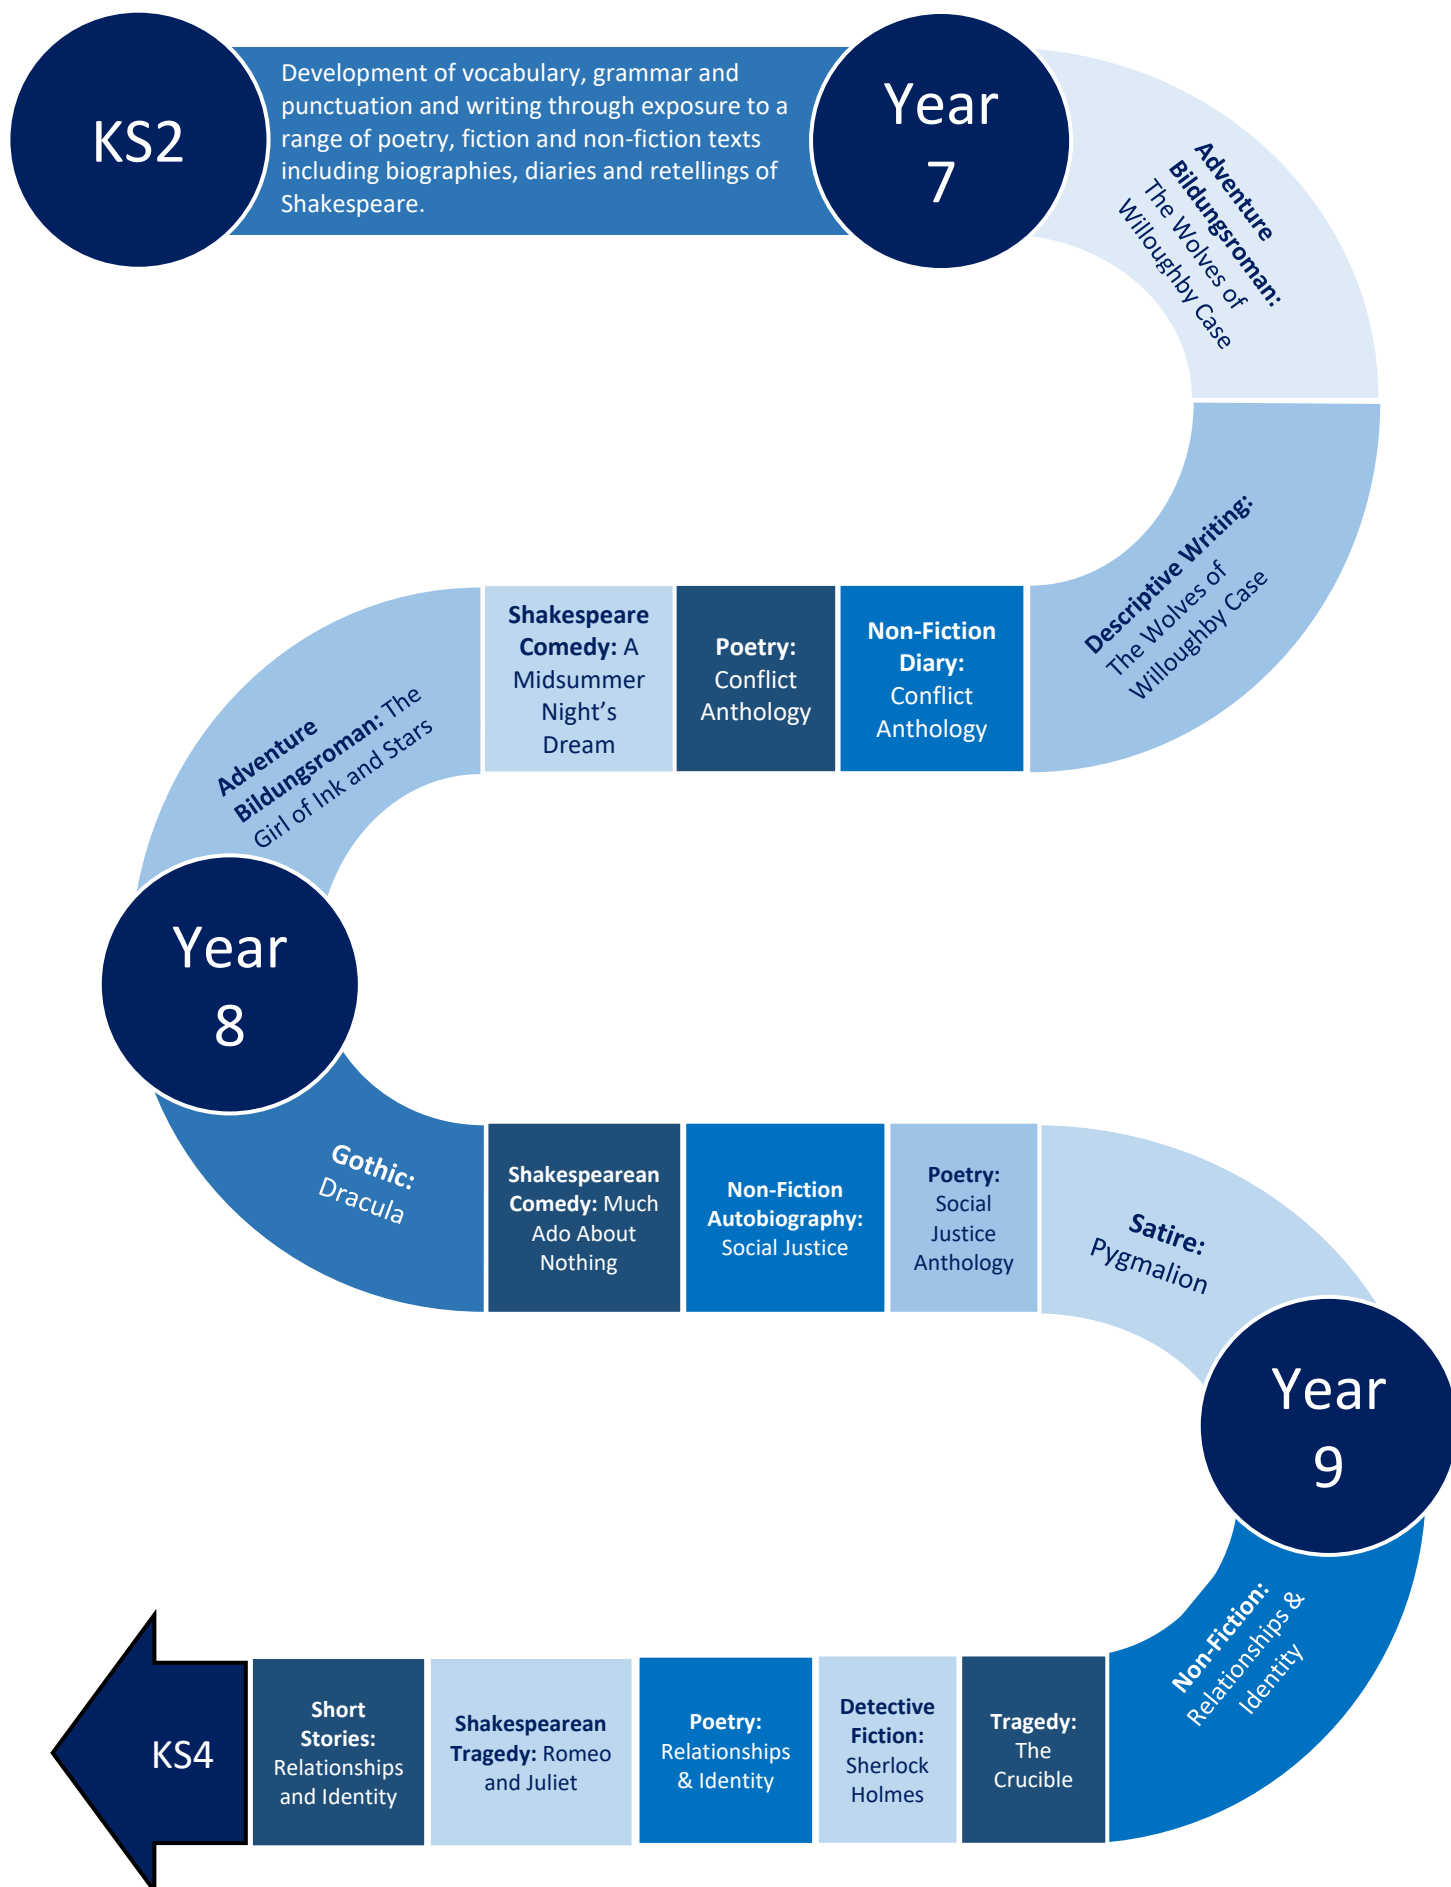 KS2
Development of vocabulary, grammar and
punctuation and writing through exposure to a
range of poetry, fiction and non-fiction texts
including biographies, diaries and retellings of
Shakespeare.
Year
7
Adventure
Bildungsroman:
The Wolves of
Willoughby Case
Descriptive Writing:
The Wolves of
Willoughby Case
Non-Fiction
Diary:
Conflict
Anthology
Poetry:
Conflict
Anthology
Shakespeare
Comedy: A
Midsummer
Night’s
Dream
Adventure
Bildungsroman: The
Girl of Ink and Stars
Year
8
Gothic:
Dracula
Shakespearean
Comedy: Much
Ado About
Nothing
Non-Fiction
Autobiography:
Social Justice
Poetry:
Social
Justice
Anthology
Satire:
Pygmalion
Year
9
Non-Fiction:
Relationships &
Identity
Tragedy:
The
Crucible
Detective
Fiction:
Sherlock
Holmes
Poetry:
Relationships
& Identity
Shakespearean
Tragedy: Romeo
and Juliet
Short
Stories:
Relationships
and Identity
KS4